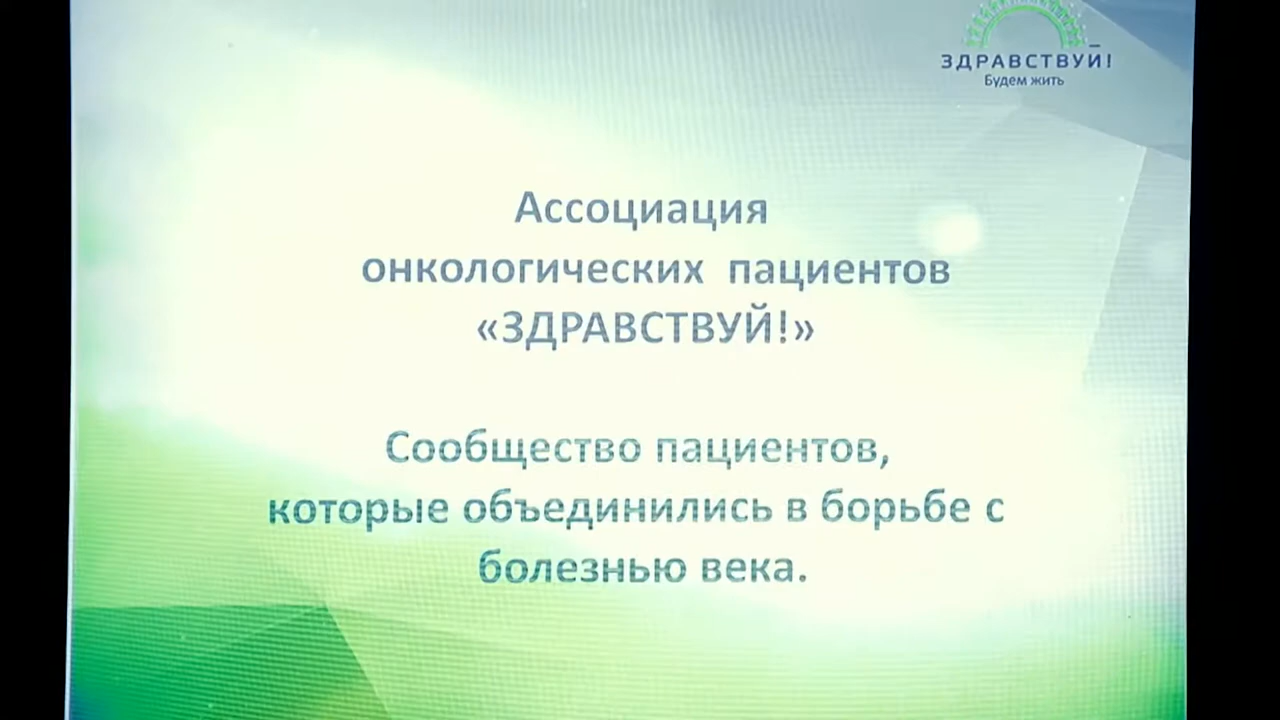 ЗДРАВСТВУЙ!
Будем жить
Ассоциация
онкологических пациентов
«ЗДРАВСТВУЙ!»
Сообщество пациентов,
которые объединились в борьбе с
болезнью века.